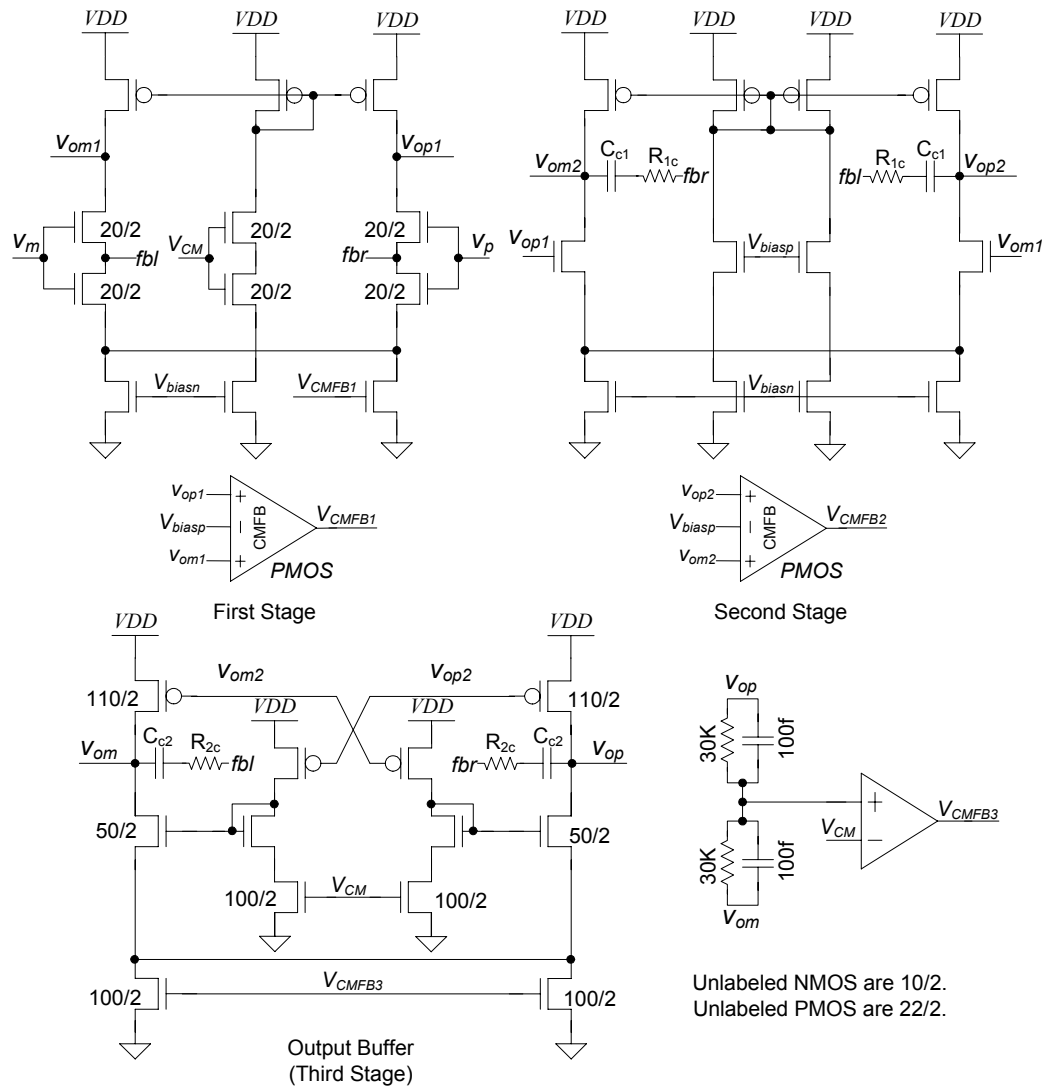 VDD VDD VDD
VDD VDD VDD VDD
vom1 vop1
vom2 Cc1 R1c fbr
fbl R1c Cc1 vop2
vm 20/2 fbl 20/2
VCM 20/2 20/2
20/2 fbr 20/2 vp
vop1 Vbiasp vom1
Vbiasn VCMFB1
Vbiasn
vop1 + Vbiasp - vom1 + CMFB VCMFB1
PMOS
First Stage
vop2 + Vbiasp - vom2 + CMFB VCMFB2
PMOS
Second Stage
VDD VDD
vom2 vop2
110/2 VDD VDD 110/2
vom Cc2 R2c fbl
fbr R2c Cc2 vop
50/2 50/2
100/2 VCM 100/2
100/2 VCMFB3 100/2
Output Buffer
(Third Stage)
vop
30K 100f
+ VCM - VCMFB3
30K 100f
vom
Unlabeled NMOS are 10/2.
Unlabeled PMOS are 22/2.